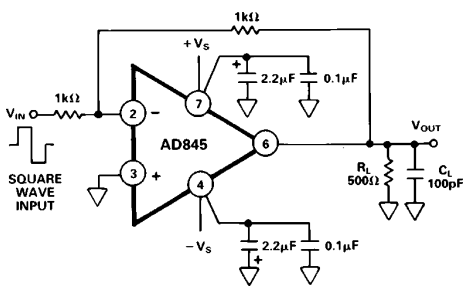 1kΩ
+VS
+
2.2μF
0.1μF
1kΩ
VIN
2
−
7
AD845
6
VOUT
3
+
SQUARE
WAVE
INPUT
4
RL
500Ω
CL
100pF
−VS
2.2μF
0.1μF
+